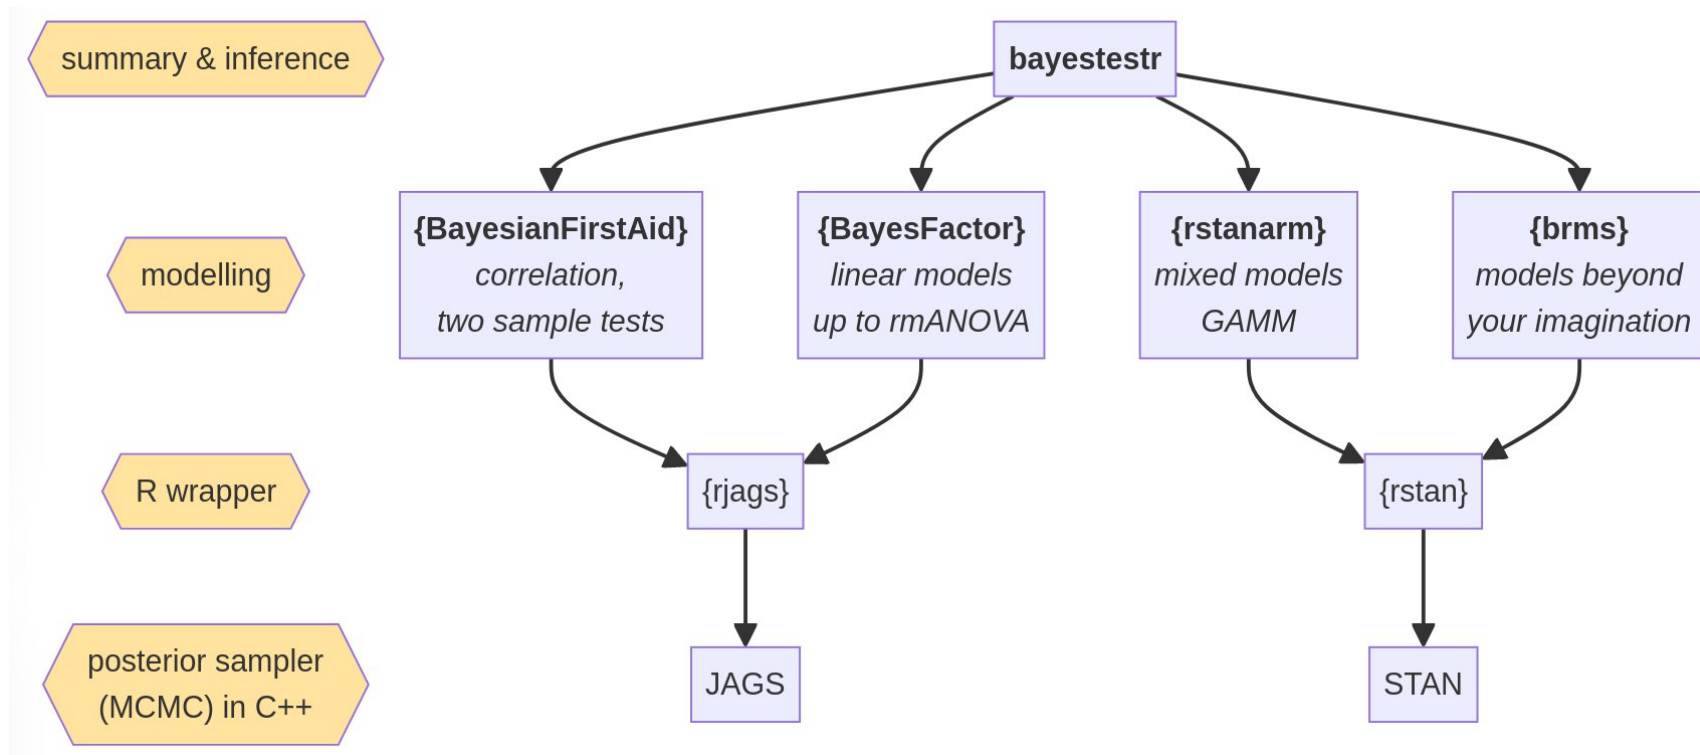 summary & inference
bayestestr
modelling
{BayesianFirstAid}
correlation,
two sample tests
{BayesFactor}
linear models
up to rmANOVA
{rstanarm}
mixed models
GAMM
{brms}
models beyond
your imagination
R wrapper
{rjags}
{rstan}
posterior sampler
(MCMC) in C++
JAGS
STAN